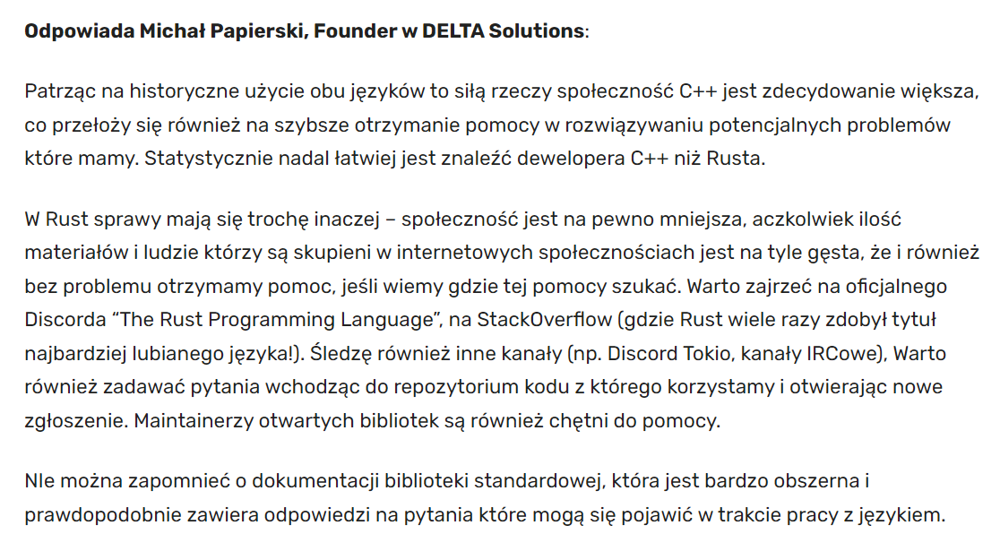 Odpowiada Michał Papierski, Founder w DELTA Solutions:
Patrząc na historyczne użycie obu języków to siłą rzeczy społeczność C++ jest zdecydowanie większa,
co przełoży się również na szybsze otrzymanie pomocy w rozwiązywaniu potencjalnych problemów
które mamy. Statystycznie nadal łatwiej jest znaleźć dewelopera C++ niż Rusta.
W Rust sprawy mają się trochę inaczej – społeczność jest na pewno mniejsza, aczkolwiek ilość
materiałów i ludzie którzy są skupieni w internetowych społecznościach jest na tyle gęsta, że i również
bez problemu otrzymamy pomoc, jeśli wiemy gdzie tej pomocy szukać. Warto zajrzeć na oficjalnego
Discorda “The Rust Programming Language”, na StackOverflow (gdzie Rust wiele razy zdobył tytuł
najbardziej lubianego języka!). Śledzę również inne kanały (np. Discord Tokio, kanały IRCowe), Warto
również zadawać pytania wchodząc do repozytorium kodu z którego korzystamy i otwierając nowe
zgłoszenie. Maintainerzy otwartych bibliotek są również chętni do pomocy.
NIe można zapomnieć o dokumentacji biblioteki standardowej, która jest bardzo obszerna i
prawdopodobnie zawiera odpowiedzi na pytania które mogą się pojawić w trakcie pracy z językiem.